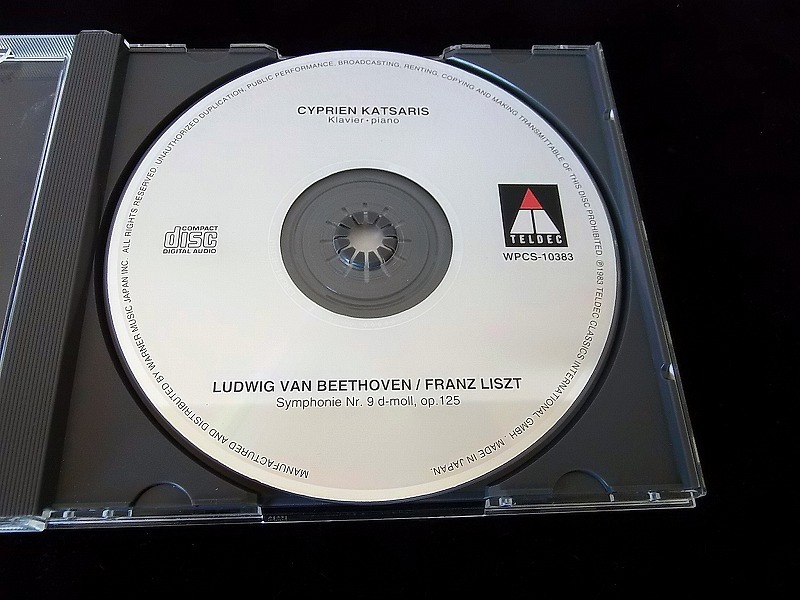 CYPRIEN KATSARIS
Klavier · piano
COMPACT
disc
DIGITAL AUDIO
TELDEC
WPCS-10383
LUDWIG VAN BEETHOVEN / FRANZ LISZT
Symphonie Nr. 9 d-moll, op.125
MANUFACTURED AND DISTRIBUTED BY WARNER MUSIC JAPAN INC. ALL RIGHTS RESERVED. UNAUTHORIZED DUPLICATION, PUBLIC PERFORMANCE, BROADCASTING, RENTING, COPYING AND MAKING TRANSMITTABLE OF THIS DISC PROHIBITED. ℗1983 TELDEC CLASSICS INTERNATIONAL GMBH. MADE IN JAPAN.